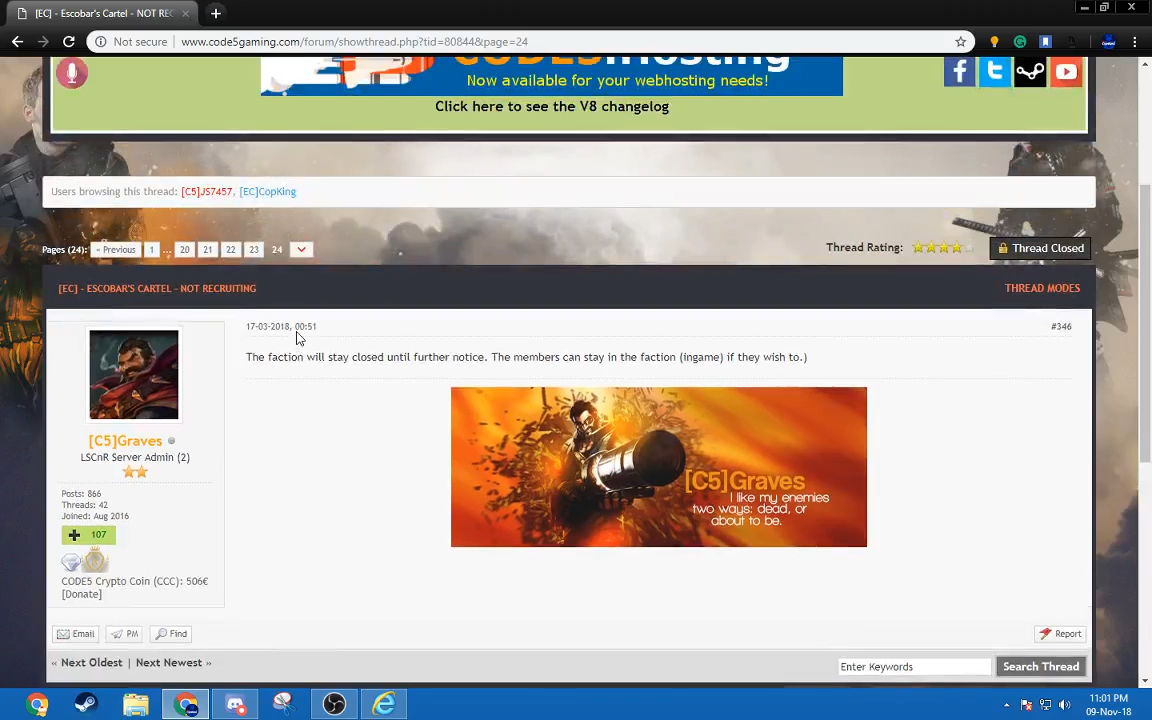 [EC] - Escobar's Cartel - NOT REC
Not secure | www.code5gaming.com/forum/showthread.php?tid=80844&page=24
Now available for your webhosting needs!
Click here to see the V8 changelog
Users browsing this thread: [C5]JS7457, [EC]CopKing
Pages (24): « Previous 1 ... 20 21 22 23 24
Thread Rating:
Thread Closed
[EC] - ESCOBAR'S CARTEL - NOT RECRUITING
THREAD MODES
17-03-2018, 00:51
#346
The faction will stay closed until further notice. The members can stay in the faction (ingame) if they wish to.)
[C5]Graves
LSCnR Server Admin (2)
Posts: 866
Threads: 42
Joined: Aug 2016
107
CODE5 Crypto Coin (CCC): 506€
[Donate]
[C5]Graves
I like my enemies
two ways: dead, or
about to be.
Email PM Find
Report
« Next Oldest | Next Newest »
Enter Keywords
Search Thread
11:01 PM
09-Nov-18